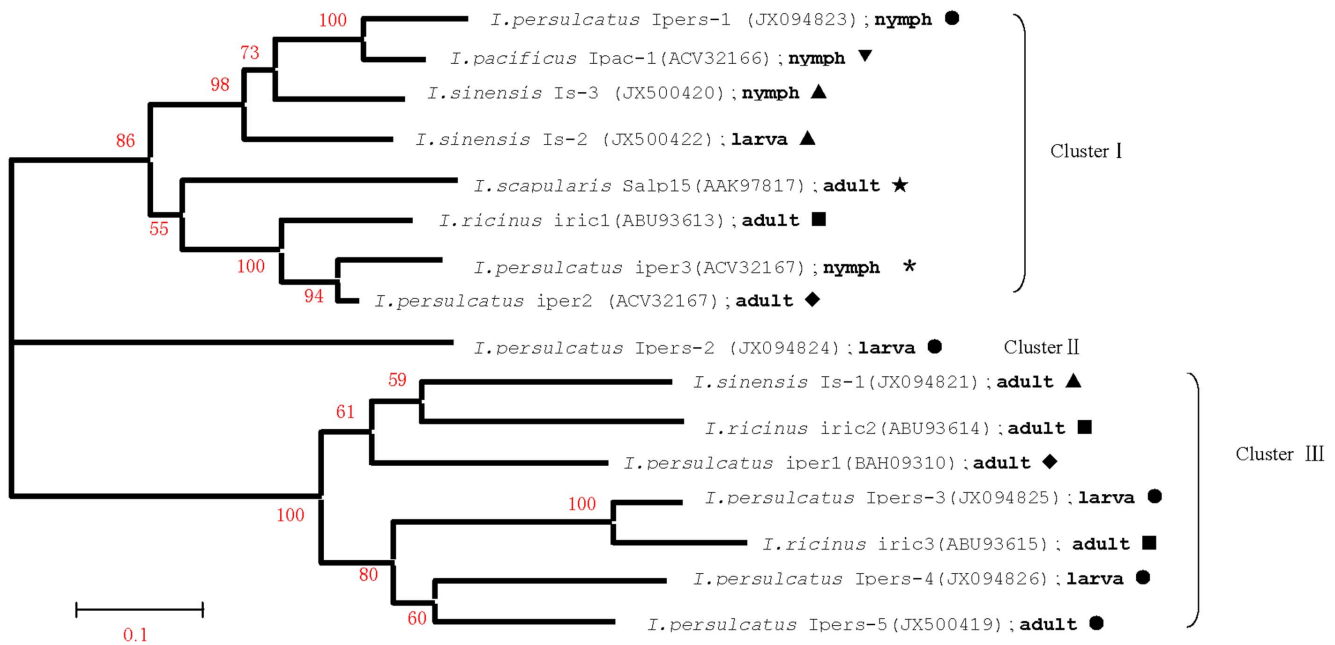 100
I.persulcatus Ipers-1 (JX094823) ; nymph ●
73
I.pacificus Ipac-1(ACV32166) ; nymph ▼
98
I.sinensis Is-3 (JX500420) ; nymph ▲
86
I.sinensis Is-2 (JX500422) ; larva ▲
Cluster Ⅰ
I.scapularis Salp15(AAK97817) ; adult ★
55
I.ricinus iric1(ABU93613) ; adult ■
100
I.persulcatus iper3(ACV32167) ; nymph *
94
I.persulcatus iper2 (ACV32167) ; adult ◆
I.persulcatus Ipers-2 (JX094824) ; larva ●
Cluster Ⅱ
59
I.sinensis Is-1(JX094821) ; adult ▲
61
I.ricinus iric2(ABU93614) ; adult ■
Cluster Ⅲ
I.persulcatus iper1(BAH09310) ; adult ◆
100
100
I.persulcatus Ipers-3(JX094825) ; larva ●
I.ricinus iric3(ABU93615) ; adult ■
80
I.persulcatus Ipers-4(JX094826) ; larva ●
60
I.persulcatus Ipers-5(JX500419) ; adult ●
0.1